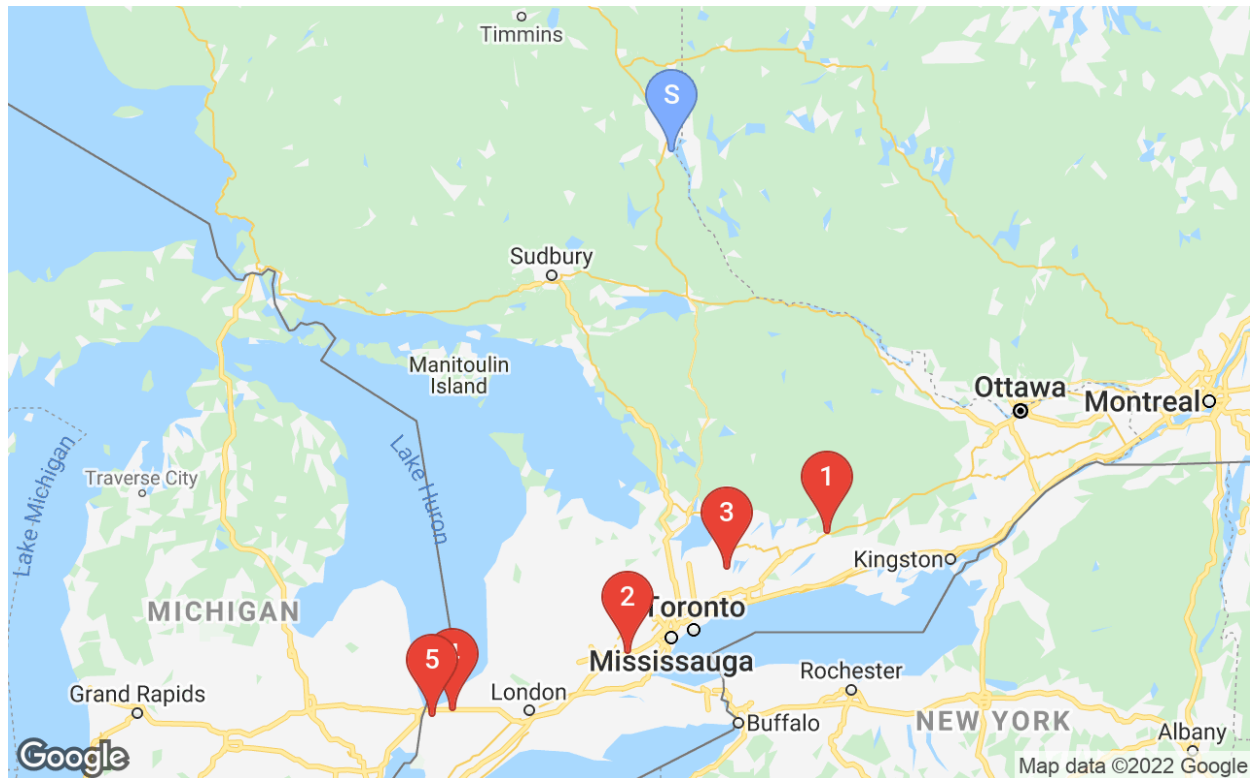 Timmins
S
Sudbury
Manitoulin
Island
Ottawa
Montreal
Lake Michigan
Traverse City
Lake Huron
1
3
Kingston
2
Toronto
MICHIGAN
Mississauga
5
Grand Rapids
London
Rochester
Buffalo
NEW YORK
Albany
Google
Map data ©2022 Google